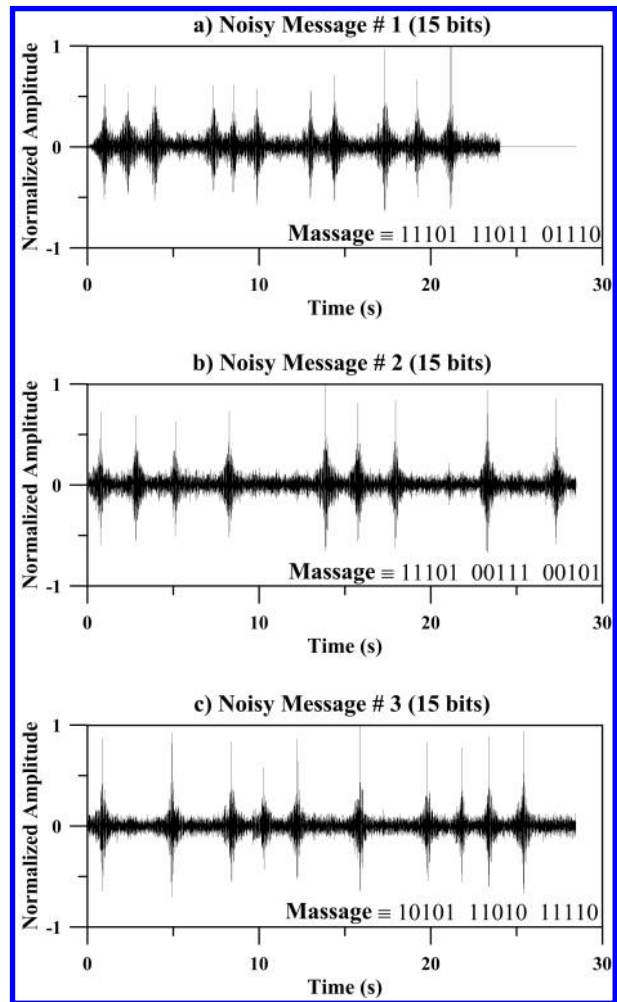 a) Noisy Message # 1 (15 bits)
Normalized Amplitude
1
0
-1
Massage ≡ 11101 11011 01110
0 10 20 30
Time (s)
b) Noisy Message # 2 (15 bits)
Normalized Amplitude
1
0
-1
Massage ≡ 11101 00111 00101
0 10 20 30
Time (s)
c) Noisy Message # 3 (15 bits)
Normalized Amplitude
1
0
-1
Massage ≡ 10101 11010 11110
0 10 20 30
Time (s)